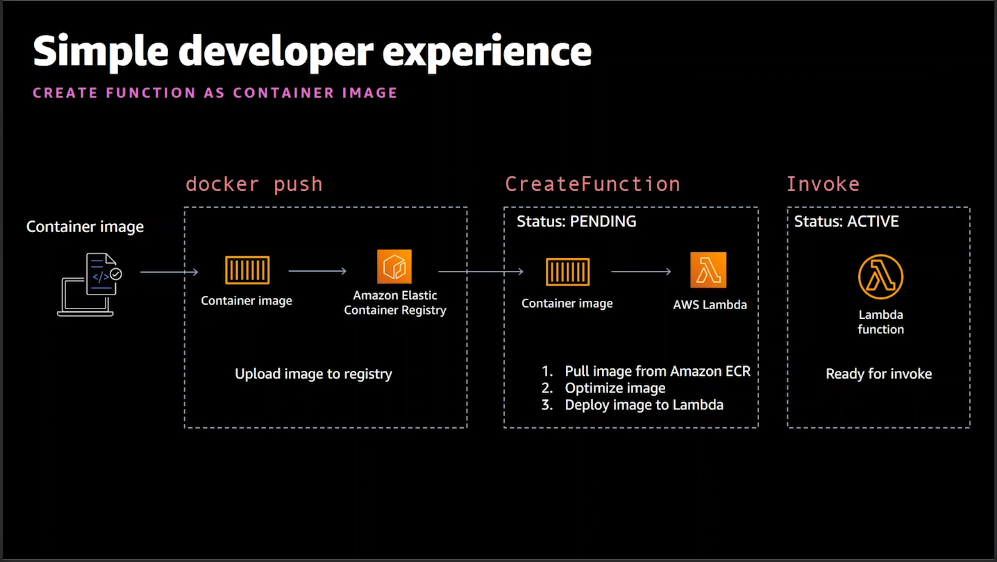 Simple developer experience
CREATE FUNCTION AS CONTAINER IMAGE
Container image
docker push
Container image
Amazon Elastic
Container Registry
Upload image to registry
CreateFunction
Status: PENDING
Container image
AWS Lambda
1. Pull image from Amazon ECR
2. Optimize image
3. Deploy image to Lambda
Invoke
Status: ACTIVE
Lambda
function
Ready for invoke